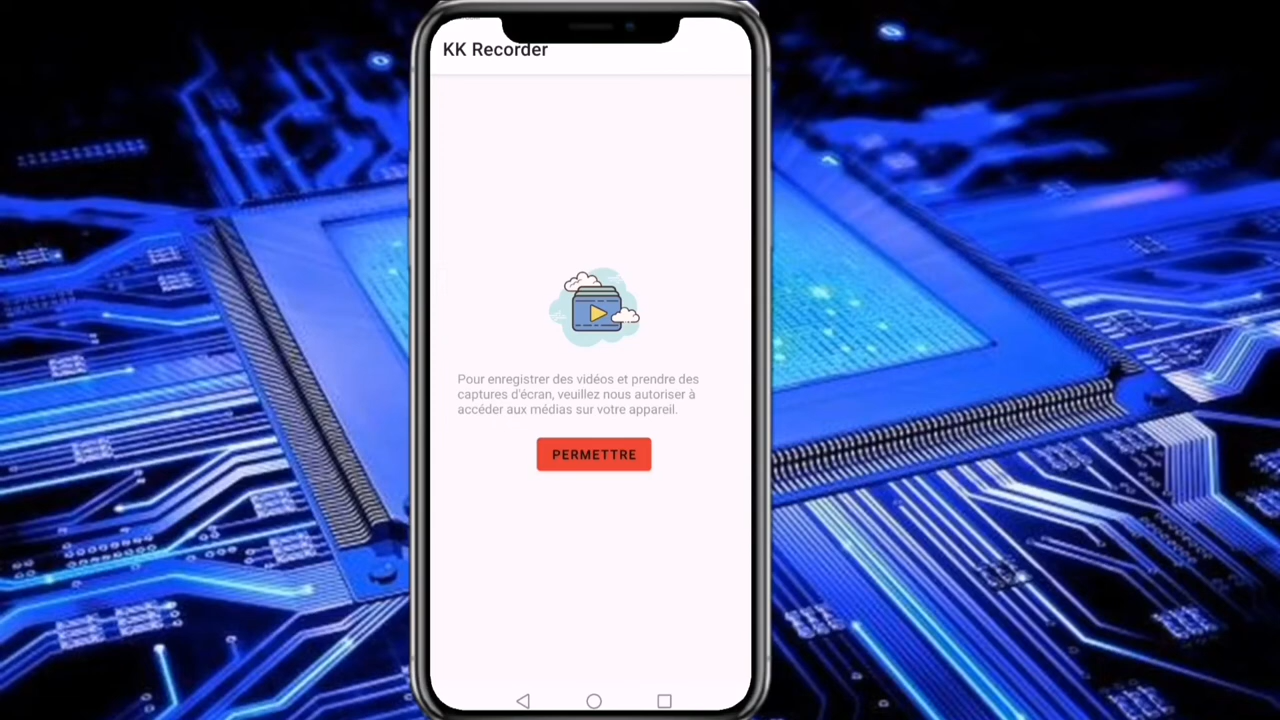 KK Recorder
Pour enregistrer des vidéos et prendre des
captures d'écran, veuillez nous autoriser à
accéder aux médias sur votre appareil.
PERMETTRE